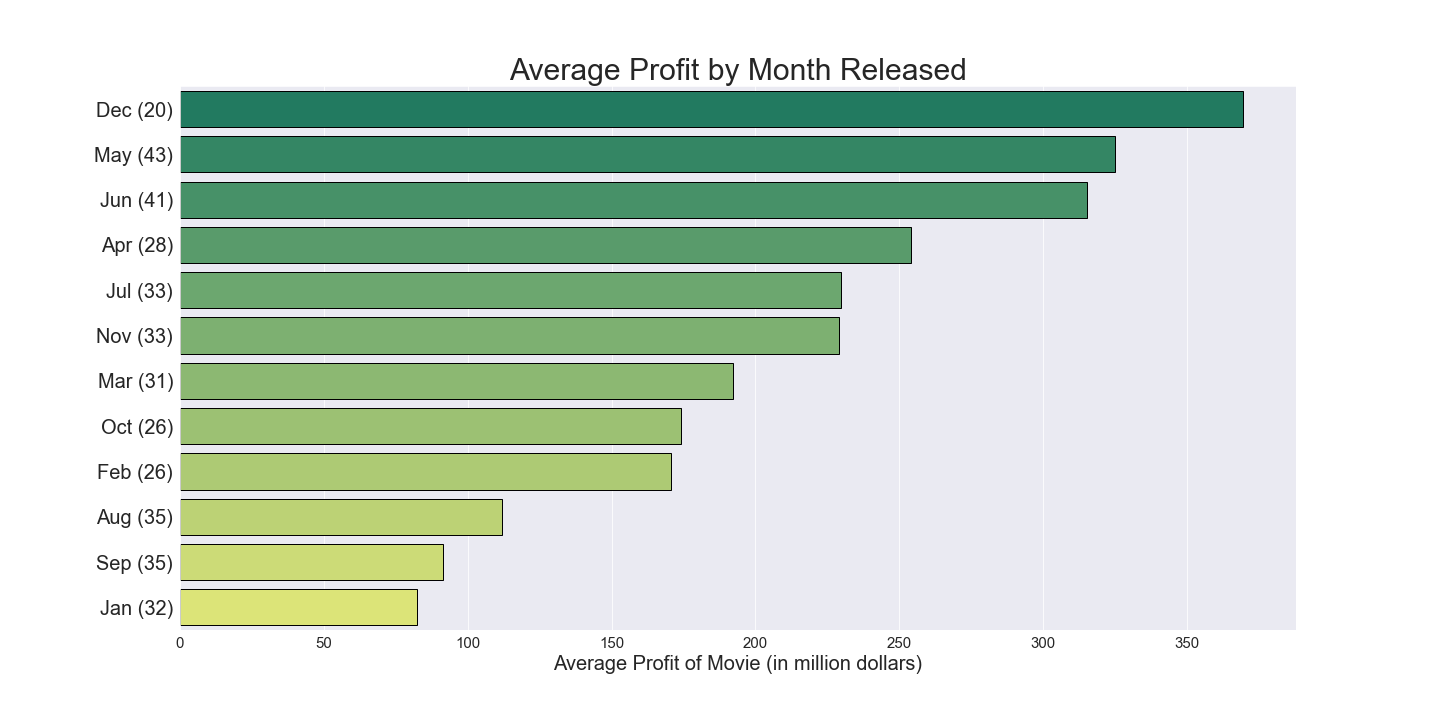 Average Profit by Month Released
Dec (20)
May (43)
Jun (41)
Apr (28)
Jul (33)
Nov (33)
Mar (31)
Oct (26)
Feb (26)
Aug (35)
Sep (35)
Jan (32)
0 50 100 150 200 250 300 350
Average Profit of Movie (in million dollars)